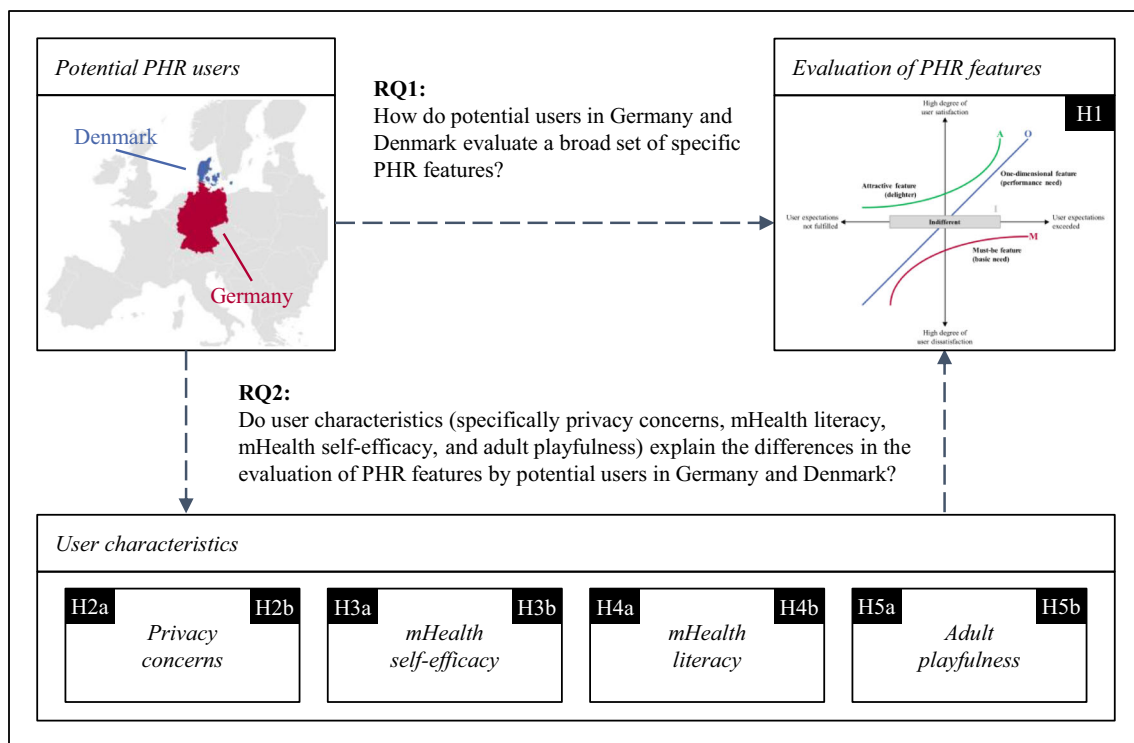 Potential PHR users
Denmark
Germany
RQ1:
How do potential users in Germany and
Denmark evaluate a broad set of specific
PHR features?
Evaluation of PHR features
H1
High degree of
user satisfaction
A
O
Attractive feature
(delighter)
One-dimensional feature
(performance need)
I
User expectations
not fulfilled
Indifferent
User expectations
exceeded
M
Must-be feature
(basic need)
High degree of
user dissatisfaction
RQ2:
Do user characteristics (specifically privacy concerns, mHealth literacy,
mHealth self-efficacy, and adult playfulness) explain the differences in the
evaluation of PHR features by potential users in Germany and Denmark?
User characteristics
H2a
H2b
Privacy
concerns
H3a
H3b
mHealth
self-efficacy
H4a
H4b
mHealth
literacy
H5a
H5b
Adult
playfulness